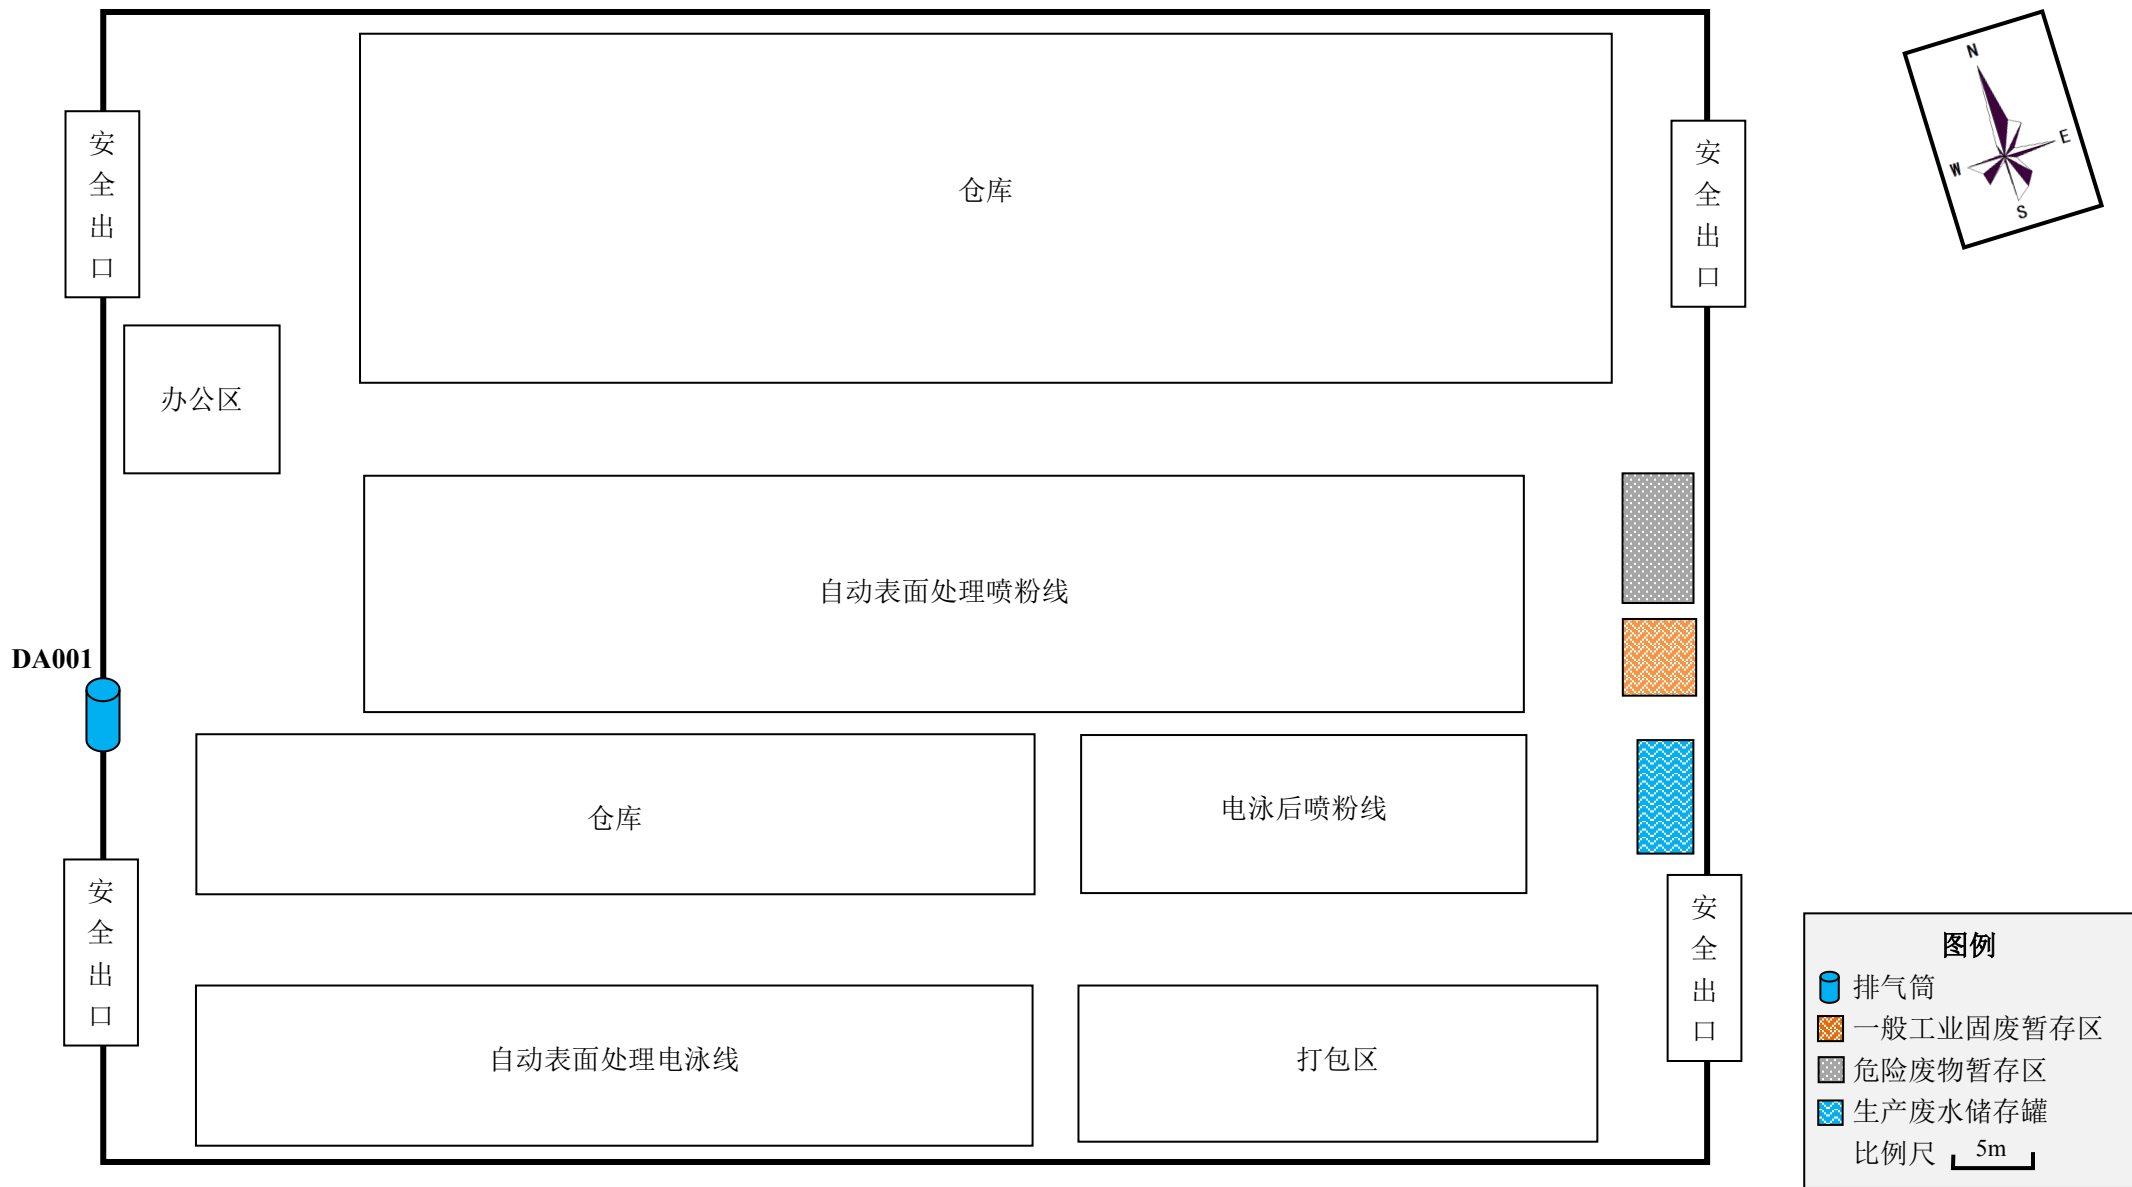 N
W
E
S
安全出口
安全出口
仓库
办公区
自动表面处理喷粉线
DA001
仓库
电泳后喷粉线
安全出口
安全出口
自动表面处理电泳线
打包区
图例
排气筒
一般工业固废暂存区
危险废物暂存区
生产废水储存罐
比例尺 5m